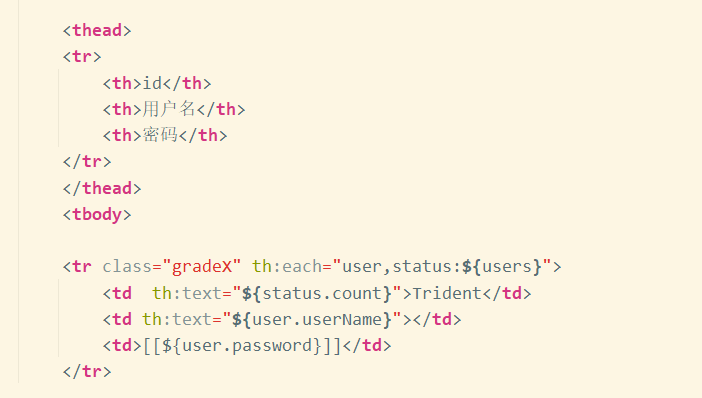 <thead>
<tr>
    <th>id</th>
    <th>用户名</th>
    <th>密码</th>
</tr>
</thead>
<tbody>
<tr class="gradeX" th:each="user,status:${users}">
    <td  th:text="${status.count}">Trident</td>
    <td th:text="${user.userName}"></td>
    <td>[[${user.password}]]</td>
</tr>